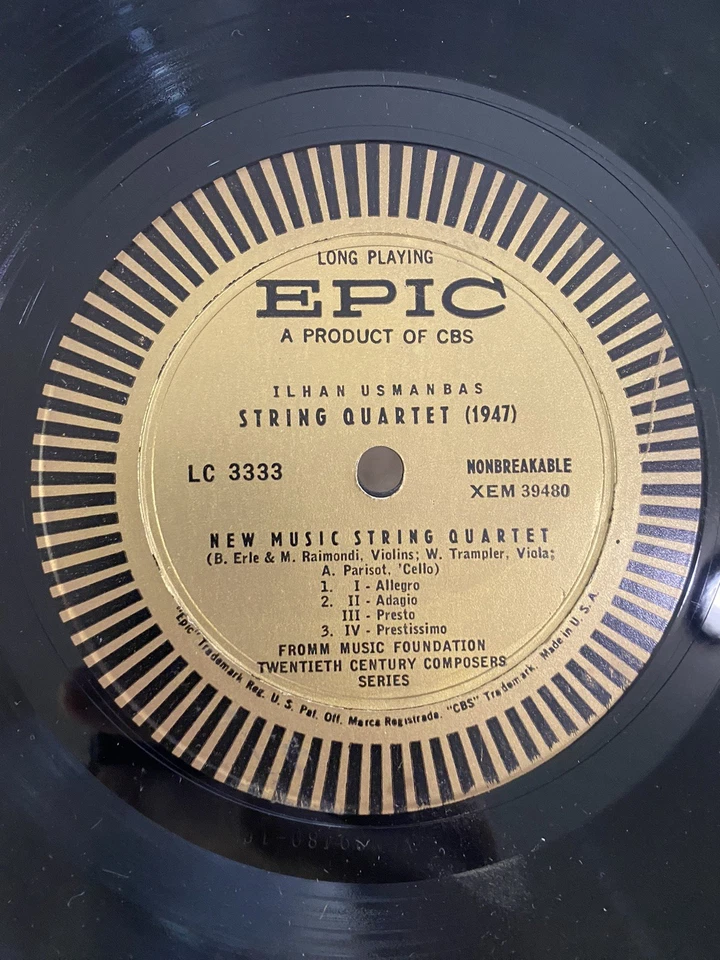 LONG PLAYING
EPIC
A PRODUCT OF CBS
ILHAN USMANBAS
STRING QUARTET (1947)
LC 3333
NONBREAKABLE
XEM 39480
NEW MUSIC STRING QUARTET
(B. Erle & M. Raimondi, Violins; W. Trampler, Viola;
A. Parisot, 'Cello)
1. I - Allegro
2. II - Adagio
III - Presto
3. IV - Prestissimo
FROMM MUSIC FOUNDATION
TWENTIETH CENTURY COMPOSERS
SERIES
"Epic" Trademark Reg. U. S. Pat. Off. Marca Registrada. "CBS" Trademark. Made in U. S. A.